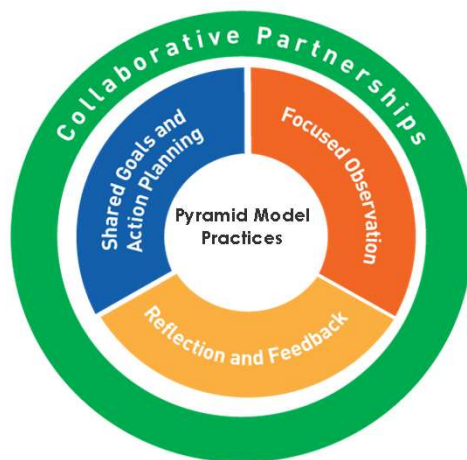 Collaborative Partnerships
Shared Goals and
Action Planning
Focused Observation
Pyramid Model
Practices
Reflection and Feedback